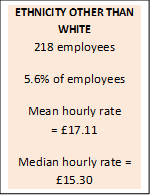 ETHNICITY OTHER THAN
WHITE
218 employees
5.6% of employees
Mean hourly rate
= £17.11
Median hourly rate =
£15.30